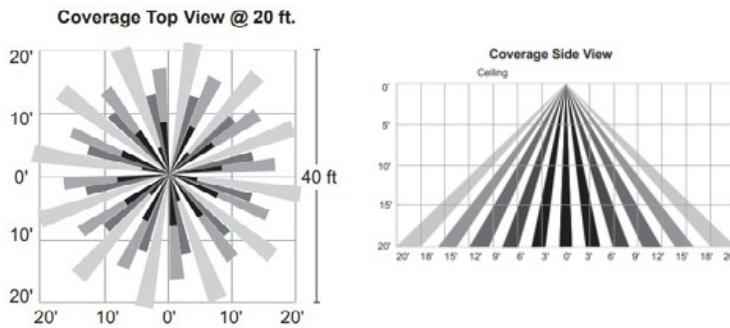 Coverage Top View @ 20 ft.
20'
10'
0'
10'
20'
20' 10' 0' 10' 20'
40 ft
Coverage Side View
Ceiling
0'
5'
10'
15'
20'
20' 18' 15' 12' 9' 6' 3' 0' 3' 6' 9' 12' 15' 18' 20'